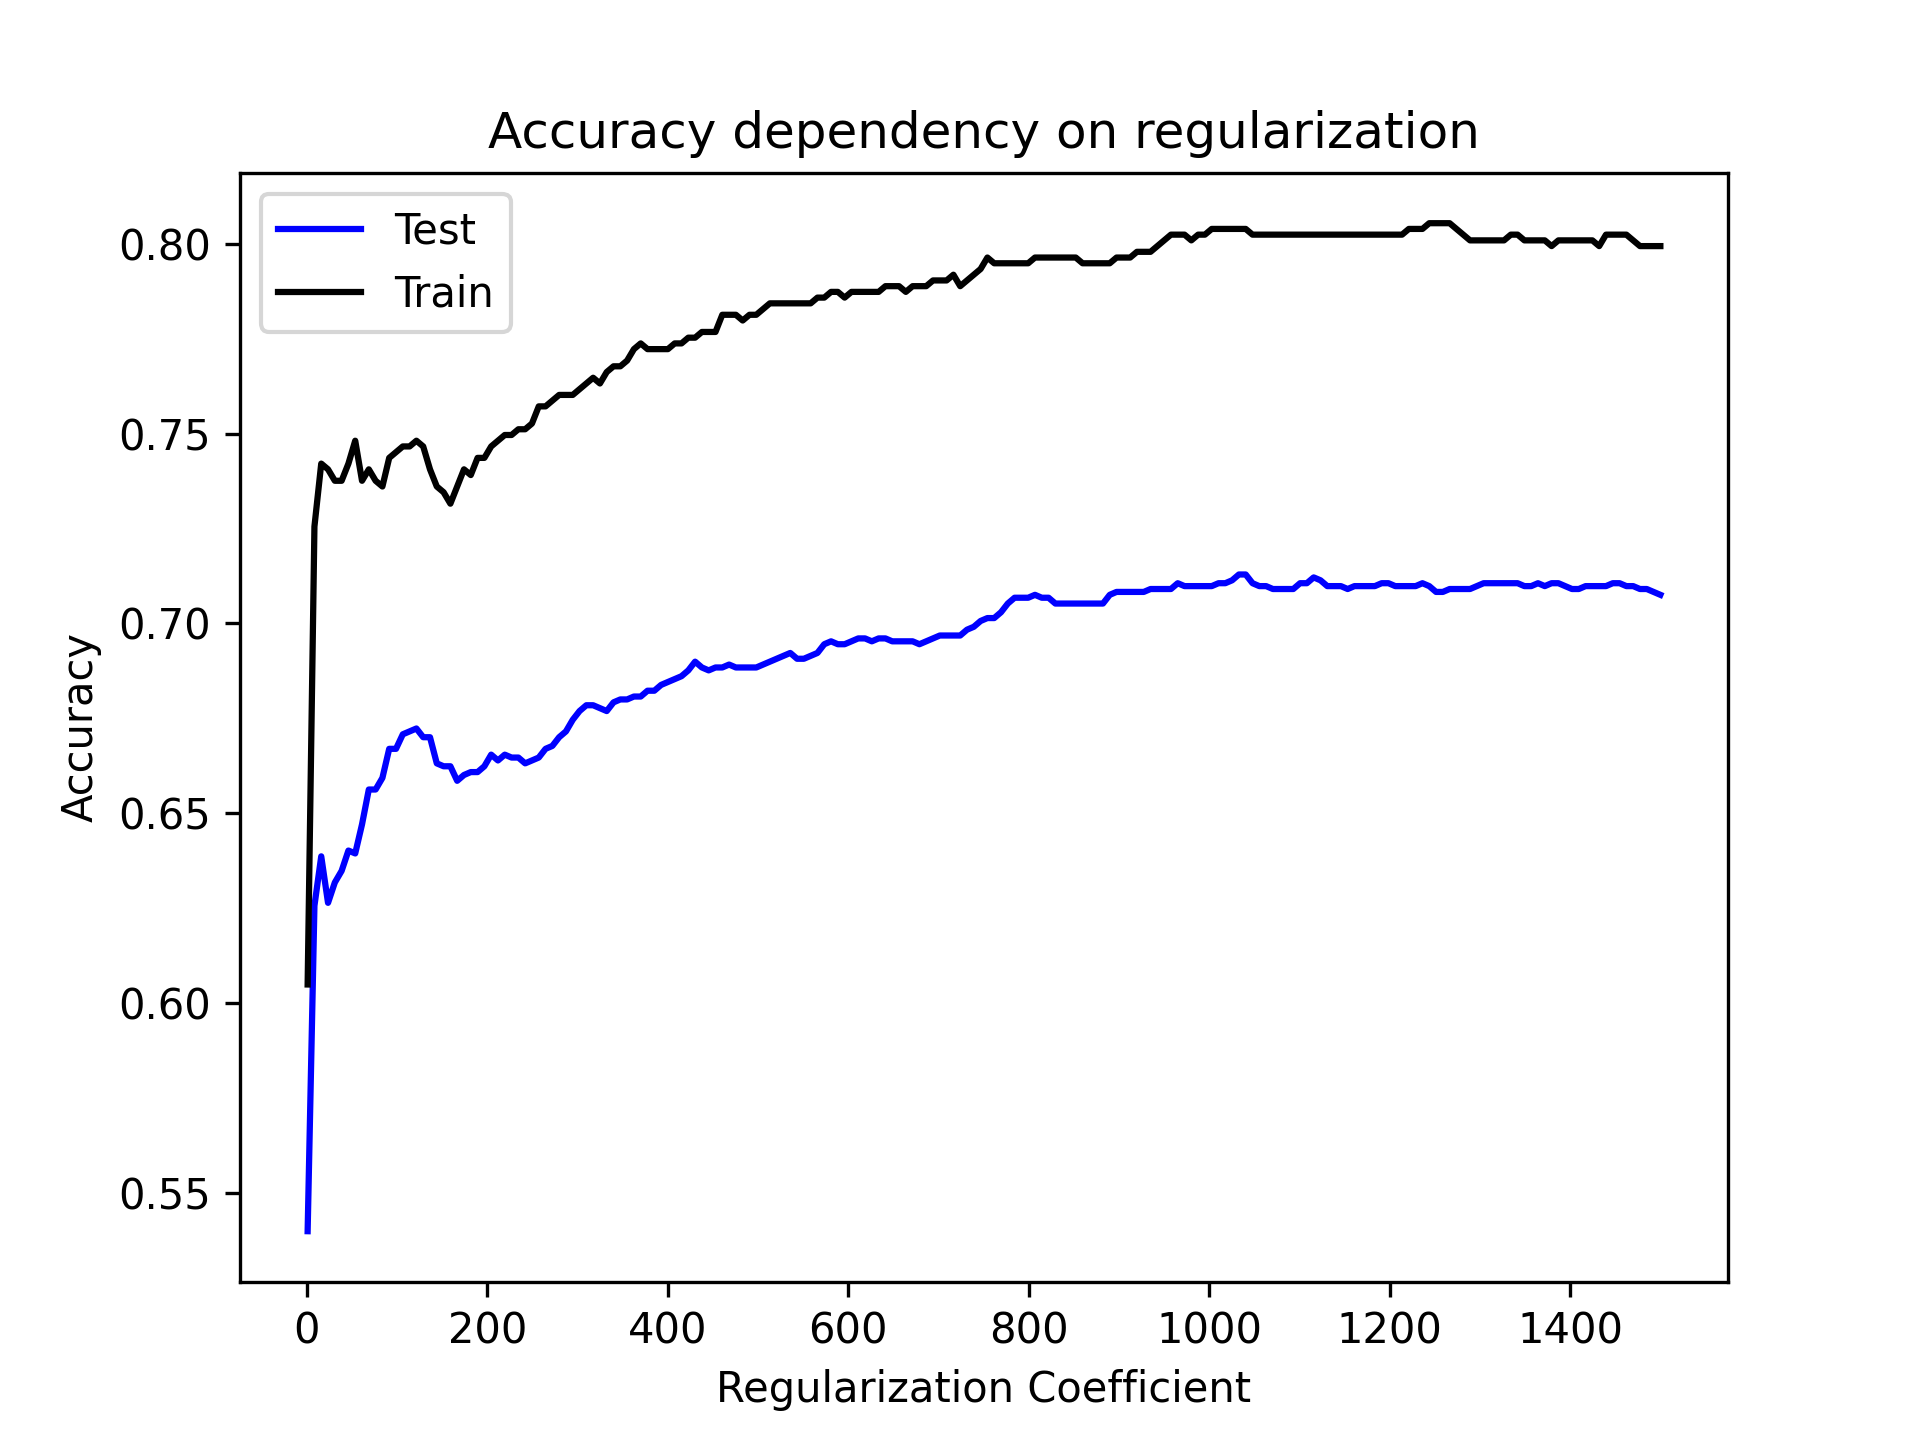 Accuracy dependency on regularization
Test
Train
0.80
0.75
0.70
0.65
0.60
0.55
Accuracy
0 200 400 600 800 1000 1200 1400
Regularization Coefficient